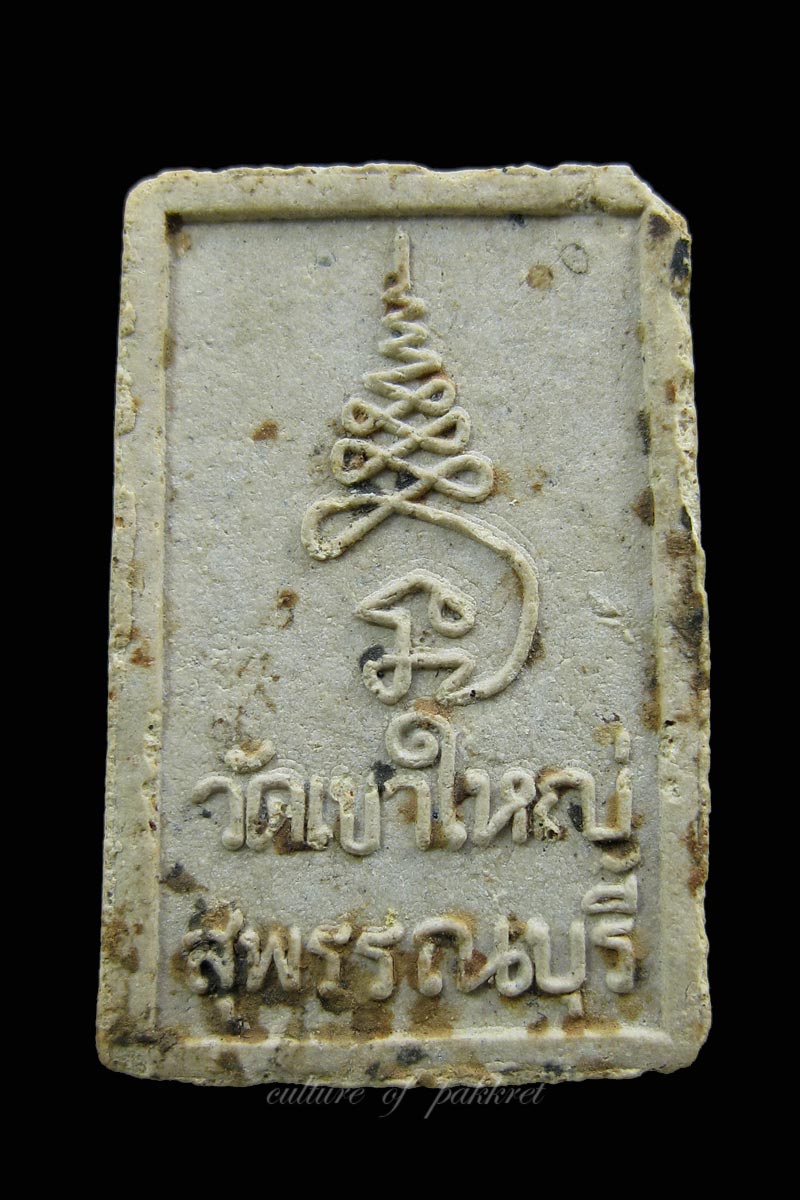 วัดเขาใหญ่
สุพรรณบุรี
culture of pakkret